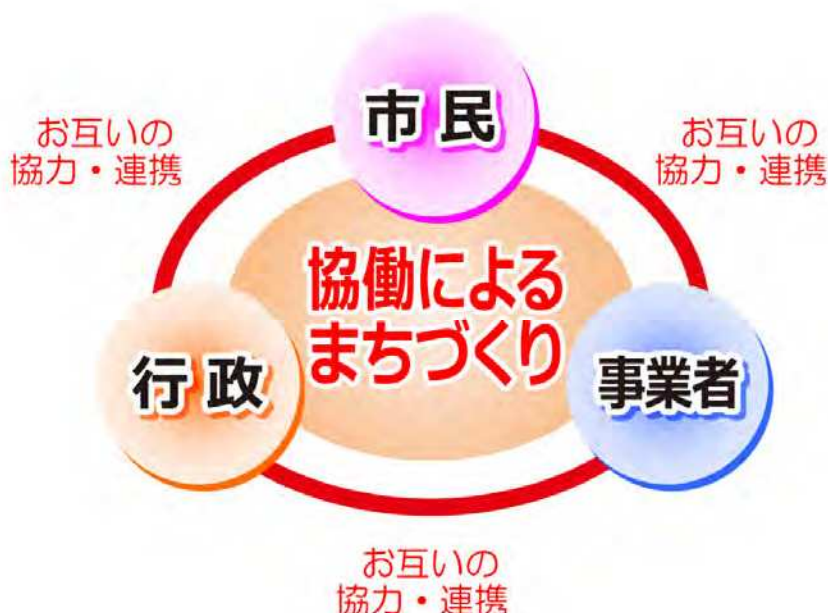 市民
お互いの
協力・連携
お互いの
協力・連携
協働による
まちづくり
行政
事業者
お互いの
協力・連携